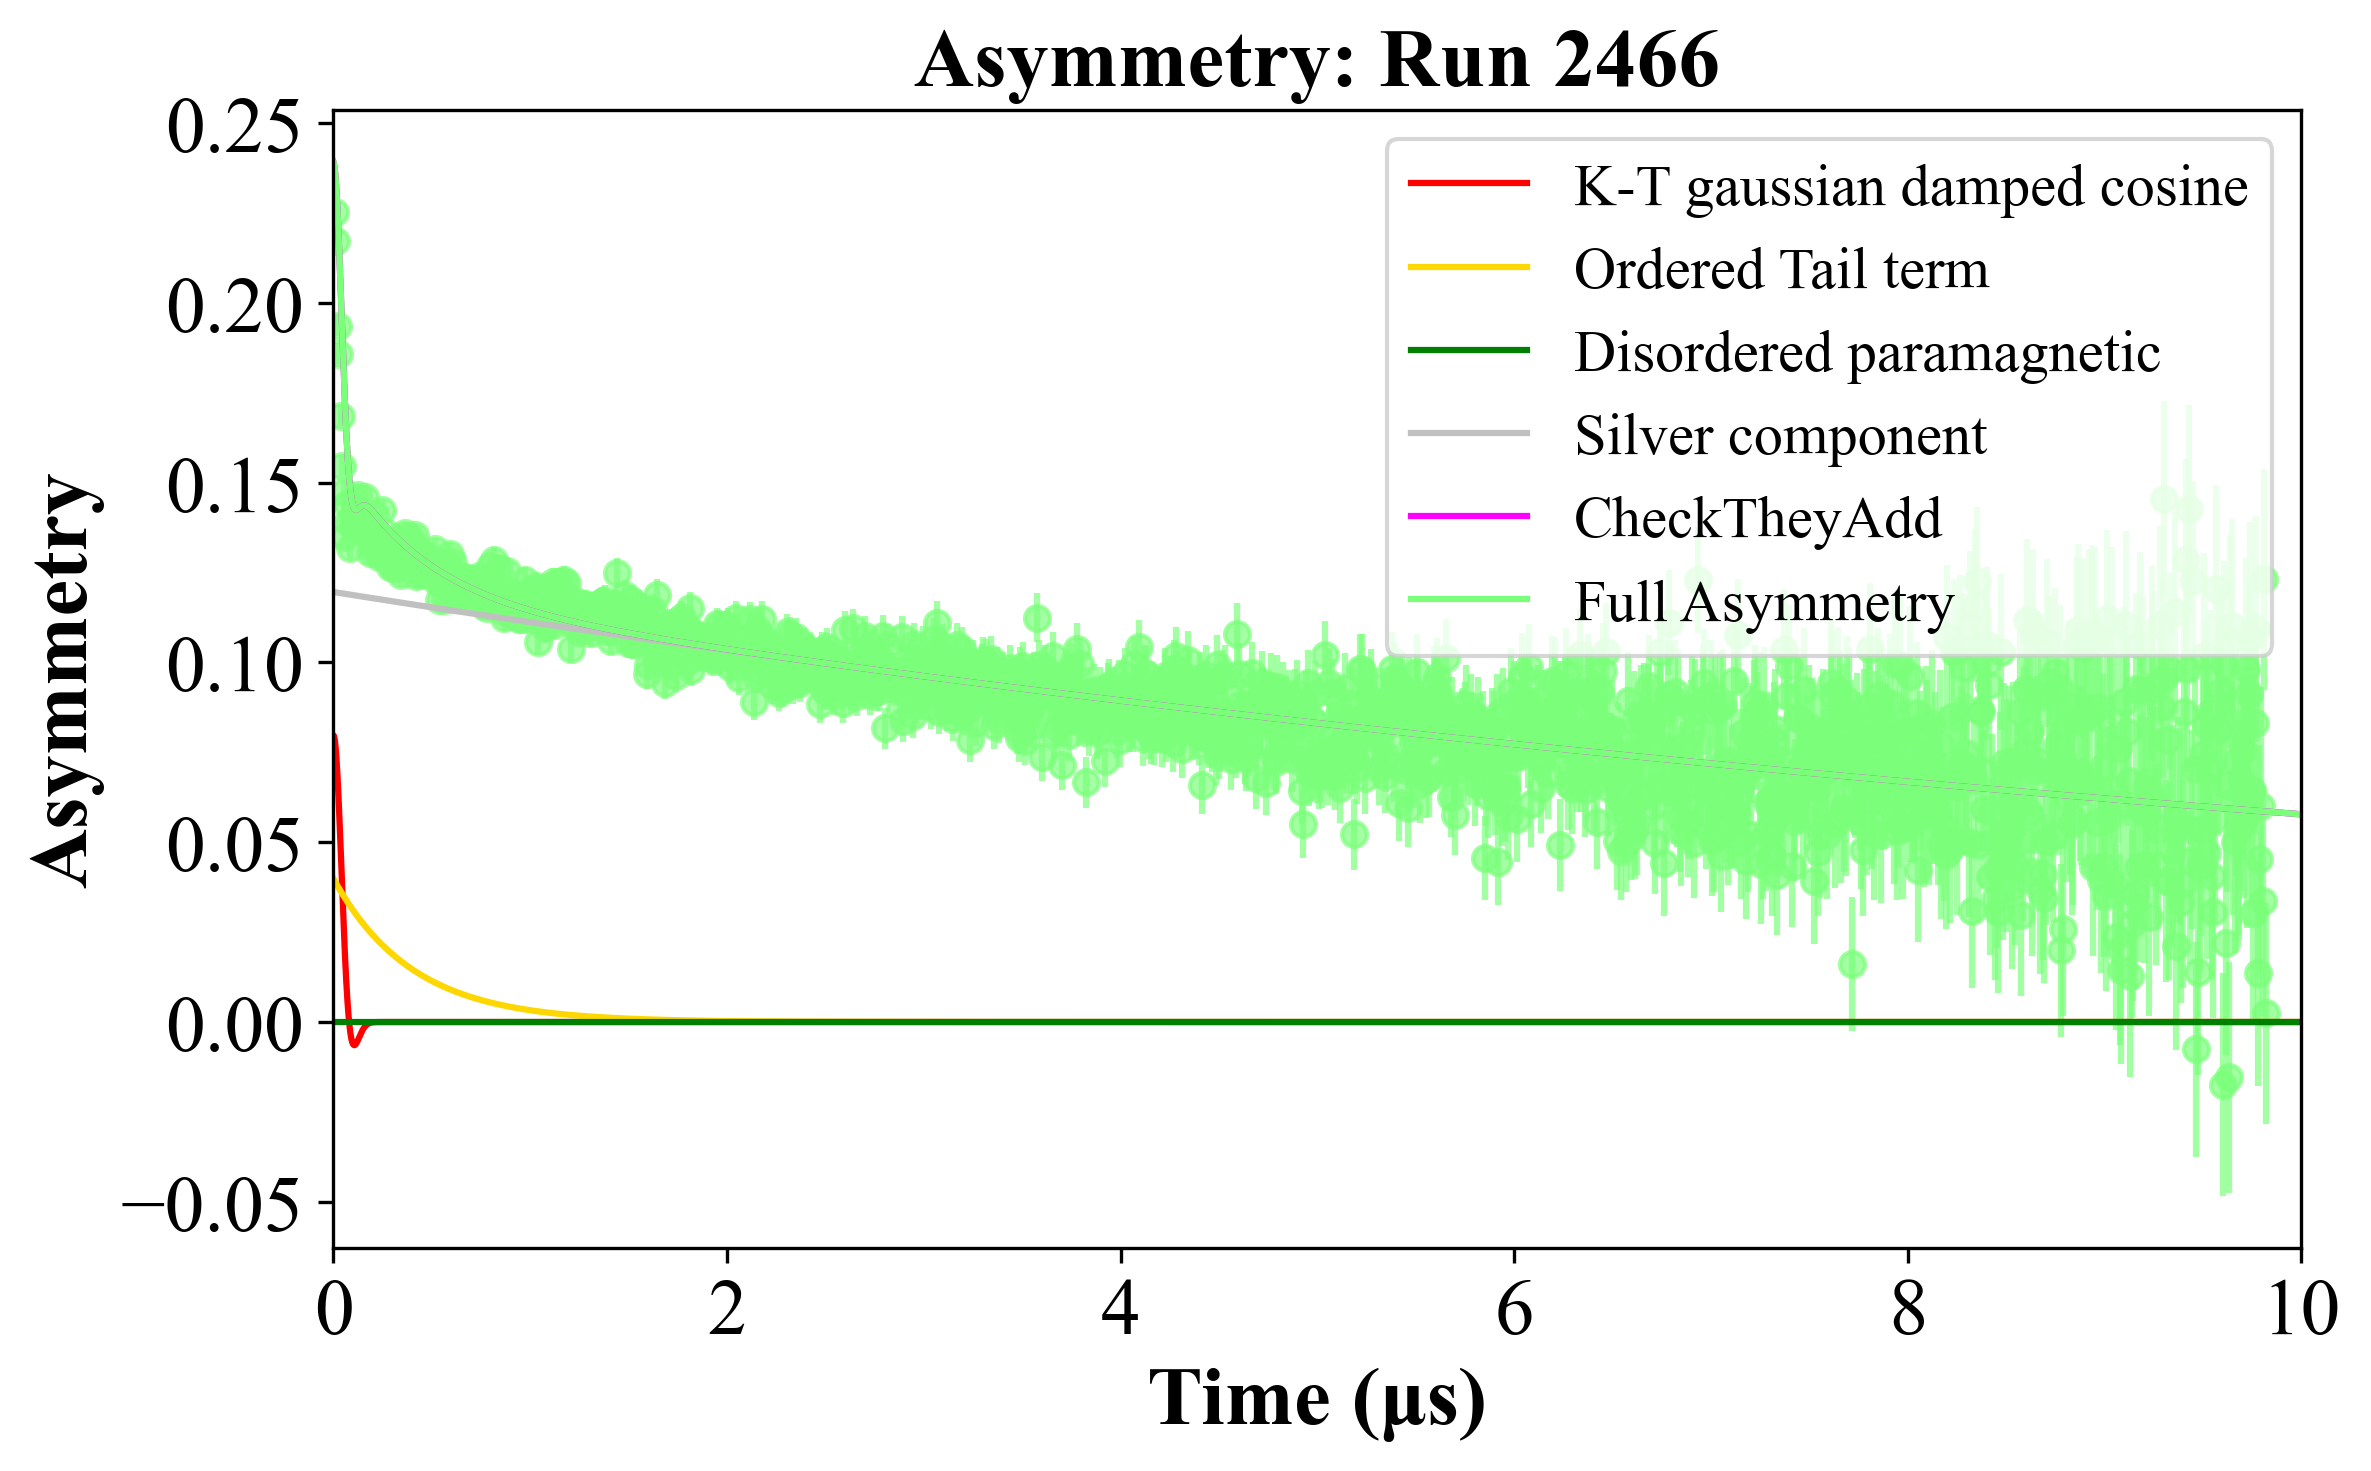 Asymmetry: Run 2466
0.25
0.20
0.15
0.10
0.05
0.00
−0.05
Asymmetry
K-T gaussian damped cosine
Ordered Tail term
Disordered paramagnetic
Silver component
CheckTheyAdd
Full Asymmetry
0 2 4 6 8 10
Time (μs)